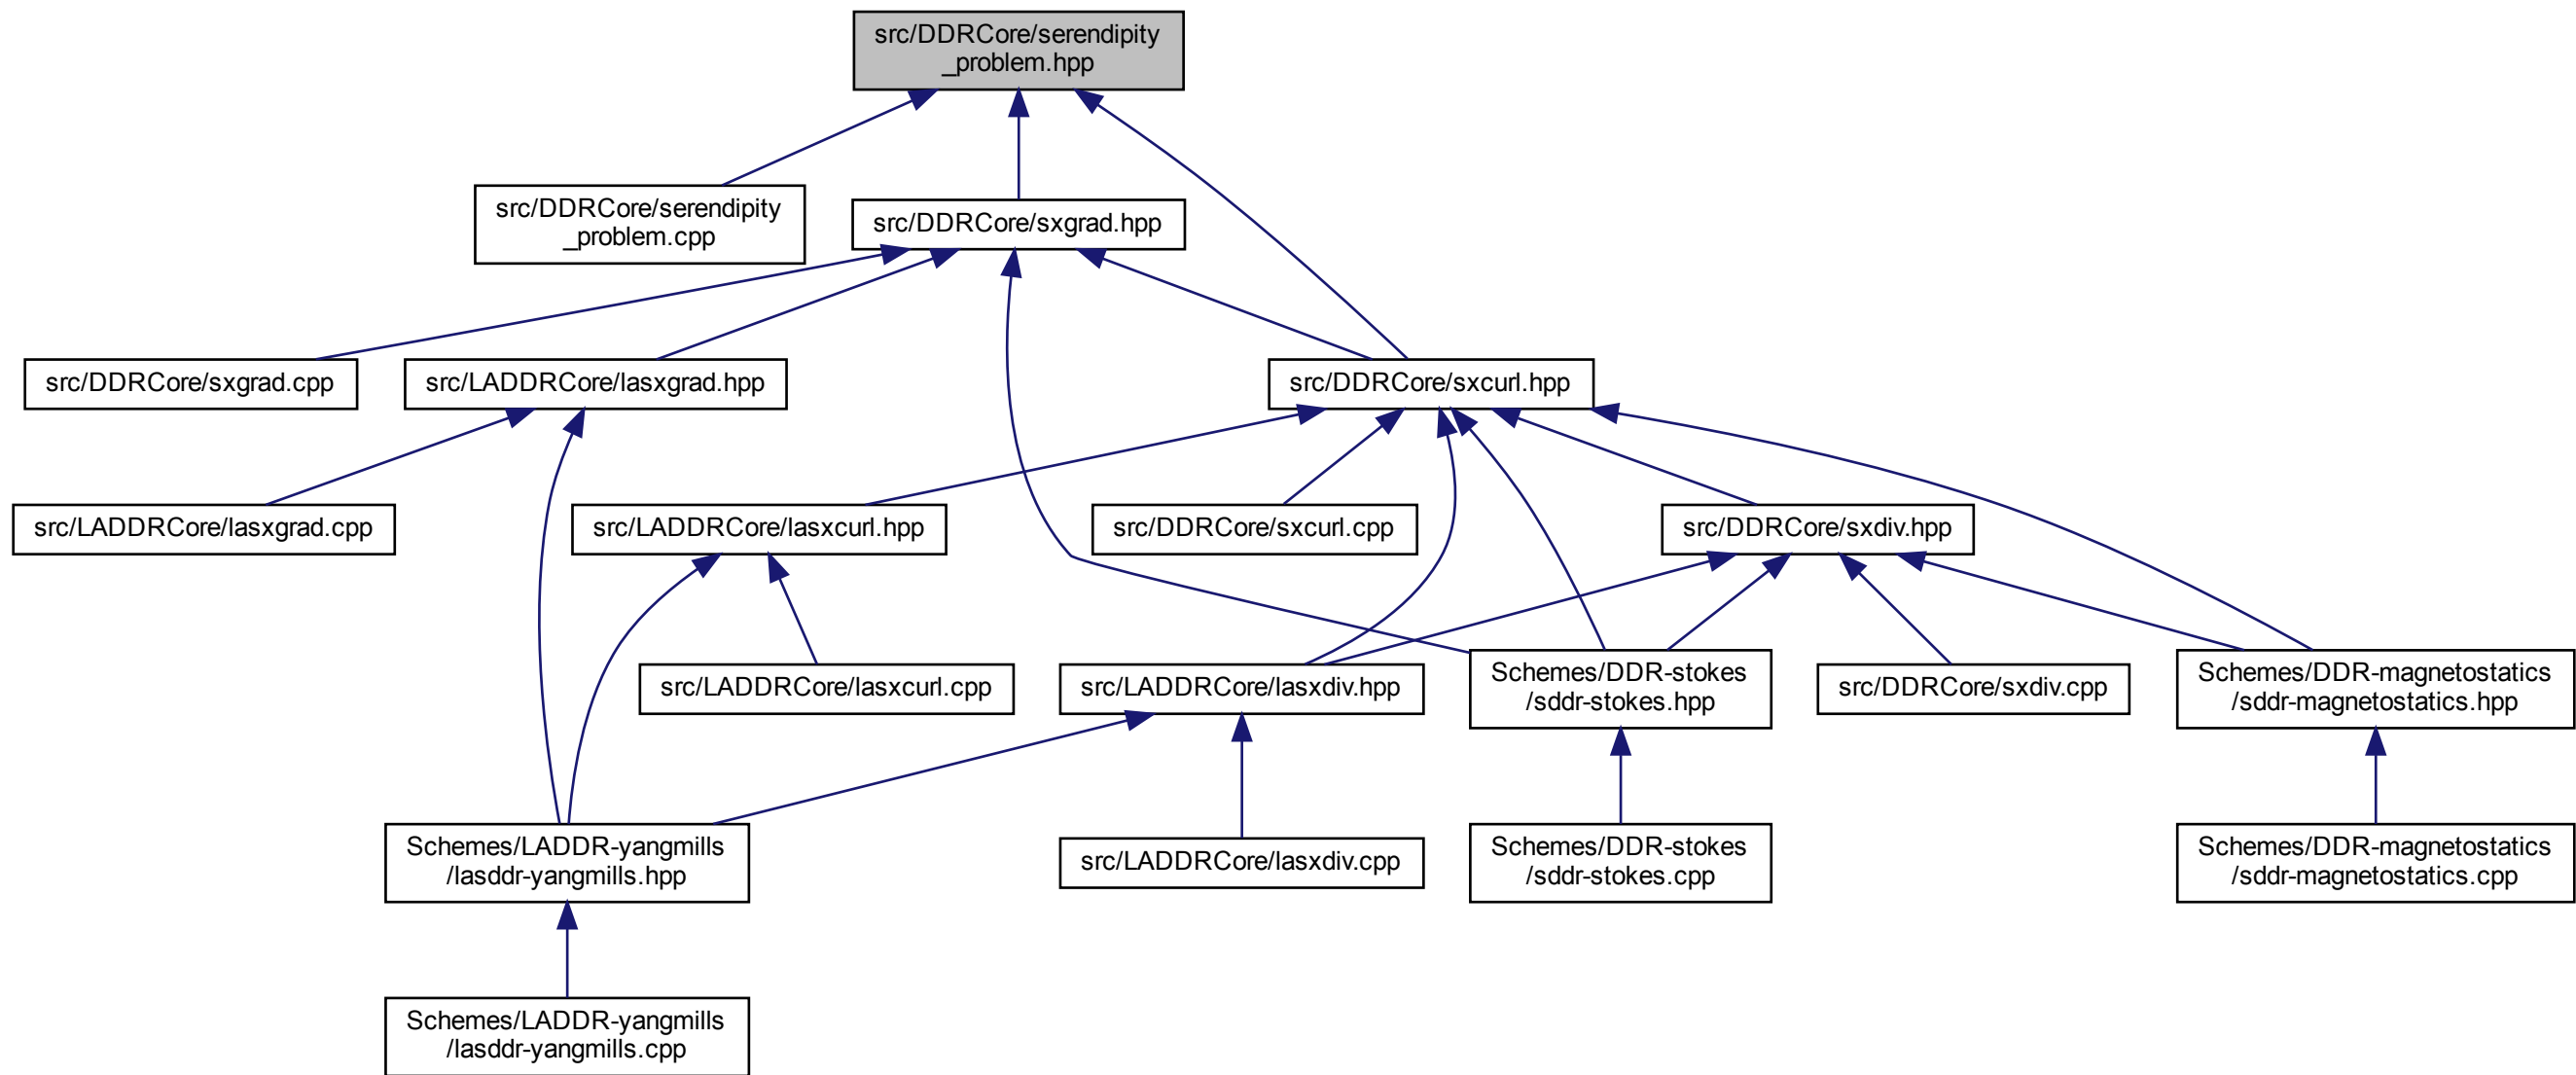 src/DDRCore/serendipity
_problem.hpp
src/DDRCore/serendipity
_problem.cpp
src/DDRCore/sxgrad.hpp
src/DDRCore/sxgrad.cpp
src/LADDRCore/lasxgrad.hpp
src/DDRCore/sxcurl.hpp
src/LADDRCore/lasxgrad.cpp
src/LADDRCore/lasxcurl.hpp
src/DDRCore/sxcurl.cpp
src/DDRCore/sxdiv.hpp
src/LADDRCore/lasxcurl.cpp
src/LADDRCore/lasxdiv.hpp
Schemes/DDR-stokes
/sddr-stokes.hpp
src/DDRCore/sxdiv.cpp
Schemes/DDR-magnetostatics
/sddr-magnetostatics.hpp
Schemes/LADDR-yangmills
/lasddr-yangmills.hpp
src/LADDRCore/lasxdiv.cpp
Schemes/DDR-stokes
/sddr-stokes.cpp
Schemes/DDR-magnetostatics
/sddr-magnetostatics.cpp
Schemes/LADDR-yangmills
/lasddr-yangmills.cpp